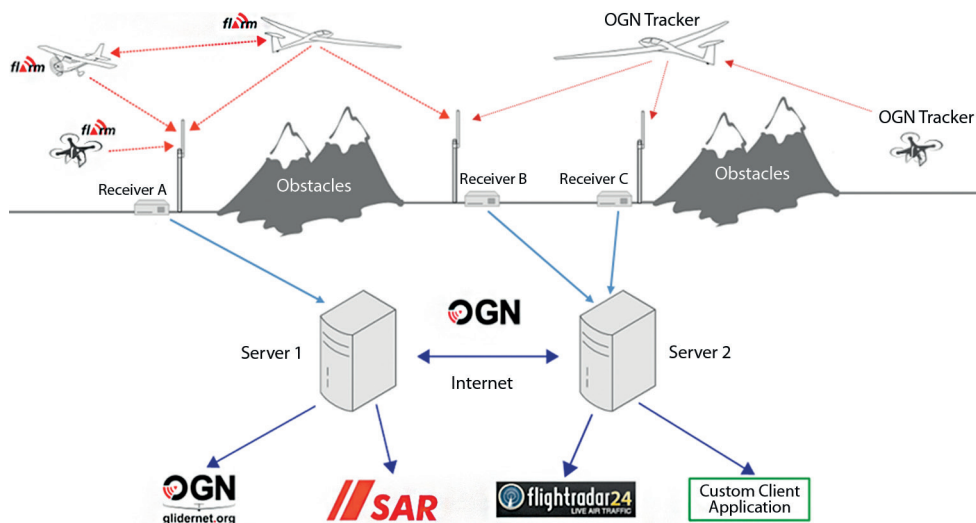 flarm
OGN Tracker
flarm
flarm
OGN Tracker
Obstacles
Obstacles
Receiver A
Receiver B
Receiver C
OGN
Server 1
Server 2
Internet
OGN
glidernet.org
SAR
flightradar24
LIVE AIR TRAFFIC
Custom Client
Application